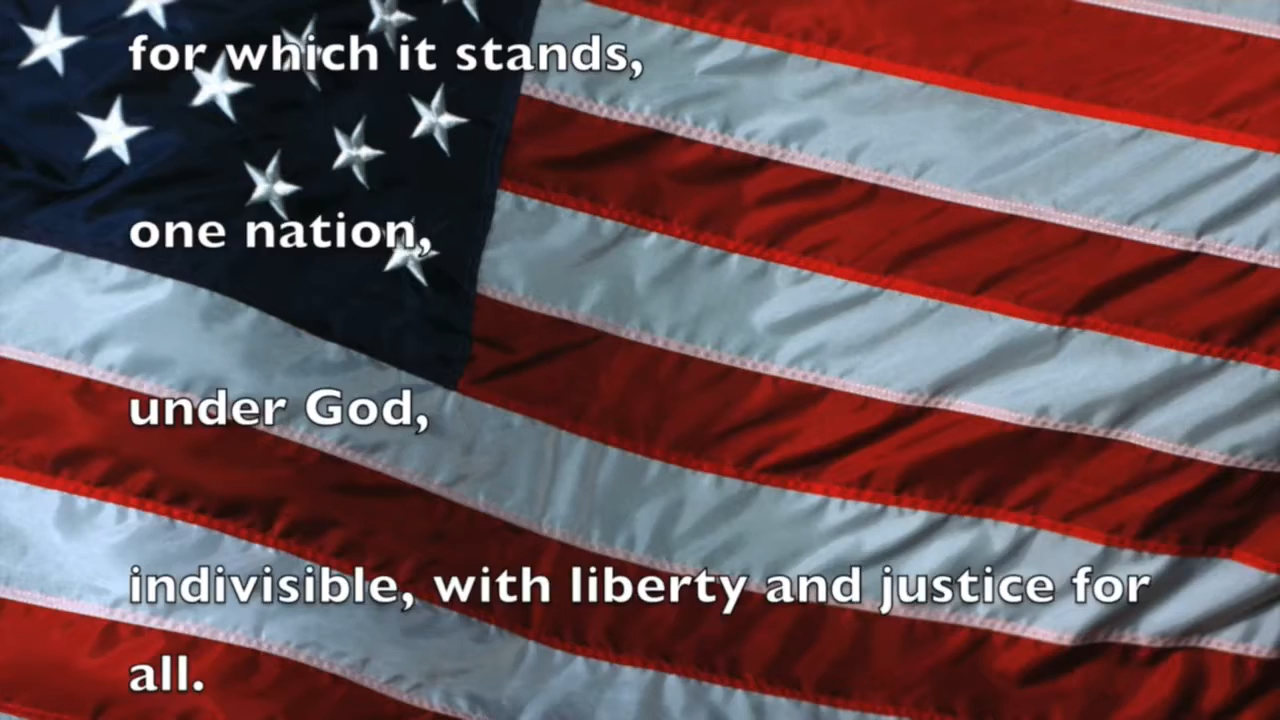 for which it stands,
one nation,
under God,
indivisible, with liberty and justice for
all.